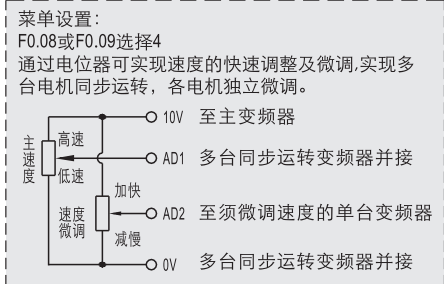 菜单设置：
F0.08或F0.09选择4
通过电位器可实现速度的快速调整及微调,实现多
台电机同步运转，各电机独立微调。
10V 至主变频器
主速度
高速
低速
AD1 多台同步运转变频器并接
加快
速度
微调
减慢
AD2 至须微调速度的单台变频器
0V 多台同步运转变频器并接